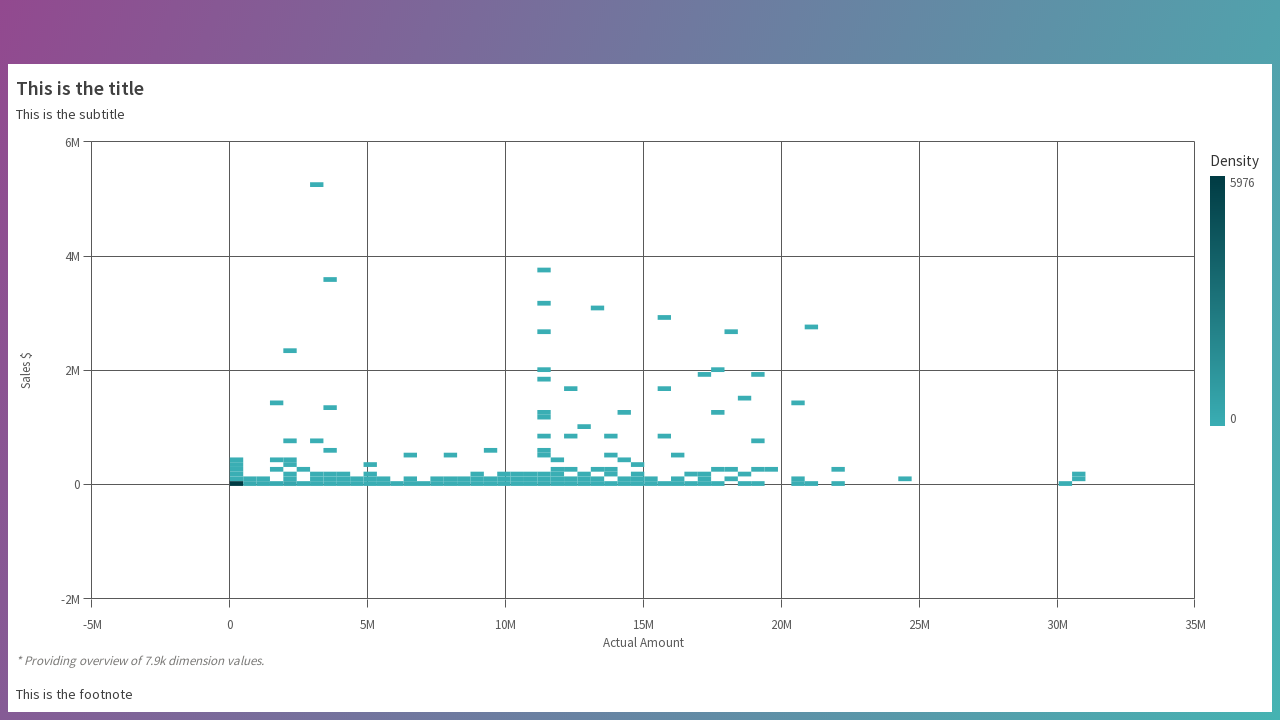 This is the title
This is the subtitle
6M
4M
2M
0
-2M
Sales $
-5M 0 5M 10M 15M 20M 25M 30M 35M
Actual Amount
Density
5976
0
* Providing overview of 7.9k dimension values.
This is the footnote